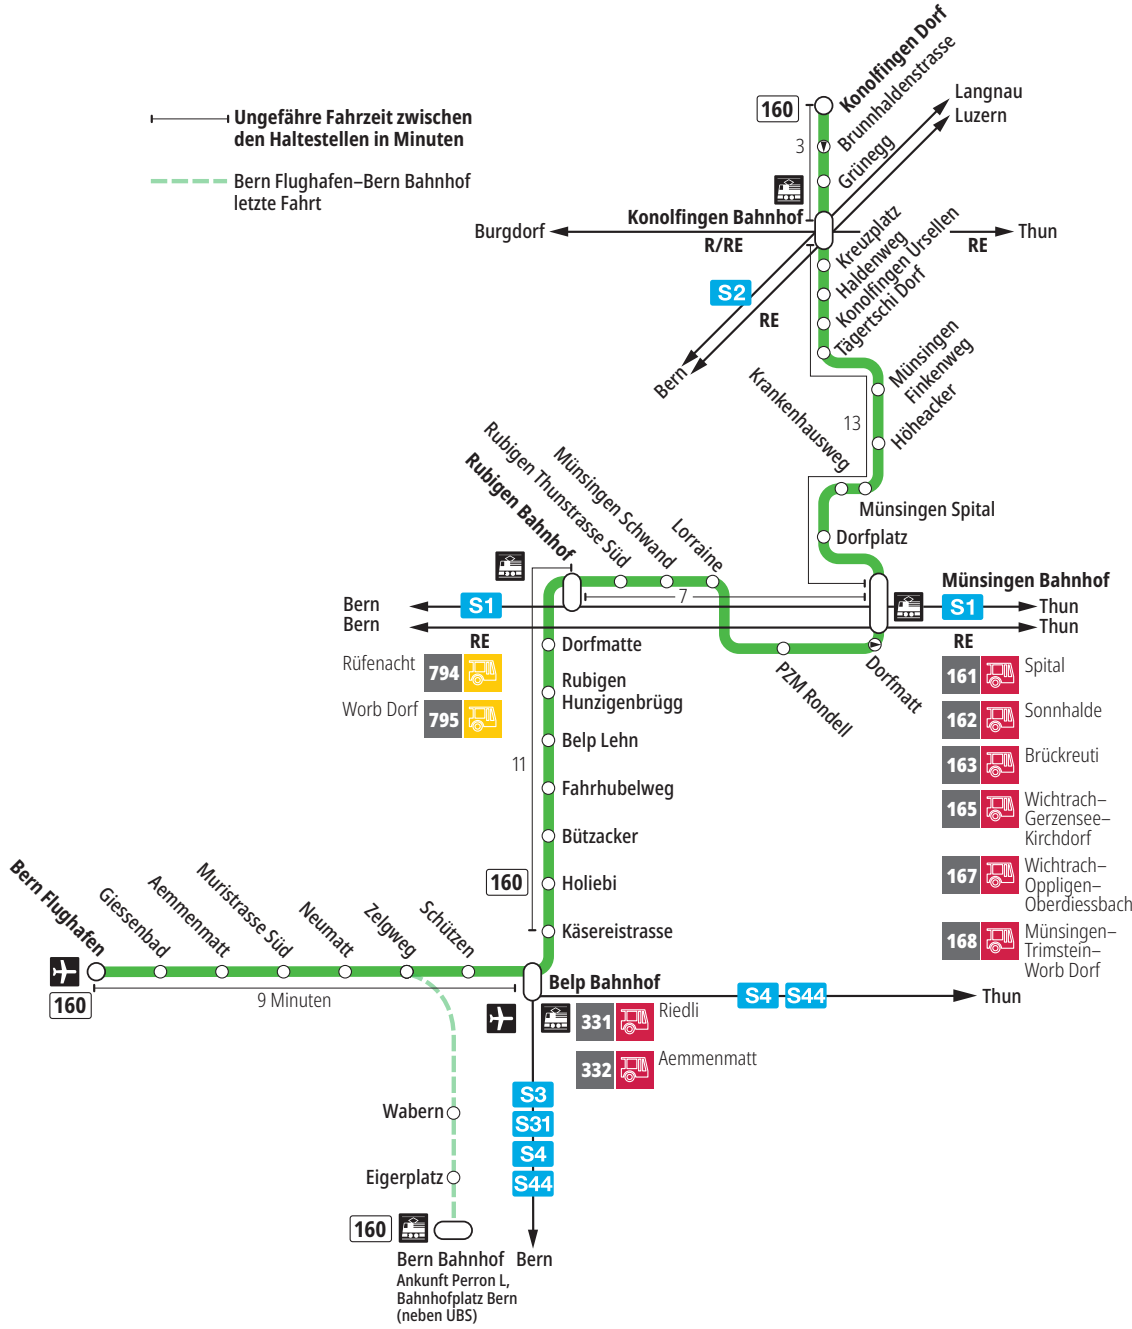 Ungefähre Fahrzeit zwischen
den Haltestellen in Minuten
Bern Flughafen–Bern Bahnhof
letzte Fahrt
160
Konolfingen Dorf
Brunnhaldenstrasse
Grünegg
3
Langnau
Luzern
Konolfingen Bahnhof
Burgdorf
R/RE
RE
Thun
S2
RE
Bern
Kreuzplatz
Haldenweg
Konolfingen Ursellen
Tägertschi Dorf
Münsingen
Finkenweg
Höheacker
13
Krankenhausweg
Münsingen Spital
Dorfplatz
Rubigen Bahnhof
Rubigen Thunstrasse Süd
Münsingen Schwand
Lorraine
7
Münsingen Bahnhof
Bern
S1
S1
Thun
Bern
Thun
RE
RE
Rüfenacht
794
Worb Dorf
795
PZM Rondell
Dorfmatt
161
Spital
162
Sonnhalde
163
Brückreuti
165
Wichtrach–
Gerzensee–
Kirchdorf
167
Wichtrach–
Oppligen–
Oberdiessbach
168
Münsingen–
Trimstein–
Worb Dorf
Dorfmatte
Rubigen
Hunzigenbrügg
Belp Lehn
11
Fahrhubelweg
Bützacker
160
Holiebi
Käsereistrasse
Bern Flughafen
Giessenbad
Aemmenmatt
Muristrasse Süd
Neumatt
Zelgweg
Schützen
160
9 Minuten
Belp Bahnhof
S4
S44
Thun
331
Riedli
332
Aemmenmatt
S3
S31
S4
S44
Bern
Wabern
Eigerplatz
160
Bern Bahnhof
Ankunft Perron L,
Bahnhofplatz Bern
(neben UBS)